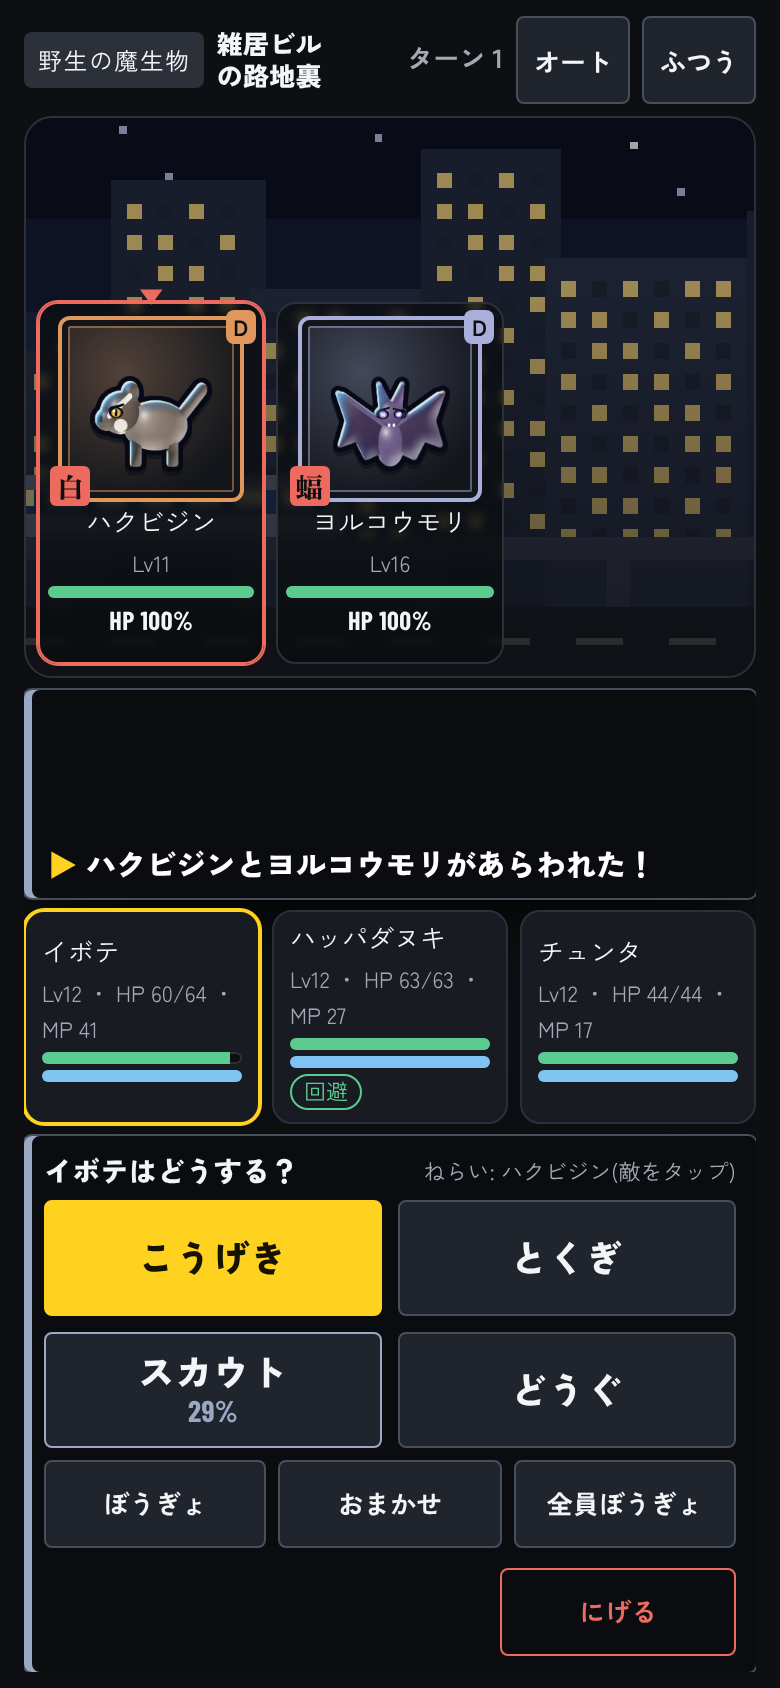 野生の魔生物
雑居ビル
の路地裏
ターン 1
オート
ふつう
D
白
ハクビジン
Lv11
HP 100%
D
蝠
ヨルコウモリ
Lv16
HP 100%
▶ ハクビジンとヨルコウモリがあらわれた！
イボテ
Lv12 ・ HP 60/64 ・
MP 41
ハッパダヌキ
Lv12 ・ HP 63/63 ・
MP 27
回避
チュンタ
Lv12 ・ HP 44/44 ・
MP 17
イボテはどうする？
ねらい: ハクビジン(敵をタップ)
こうげき
とくぎ
スカウト
29%
どうぐ
ぼうぎょ
おまかせ
全員ぼうぎょ
にげる